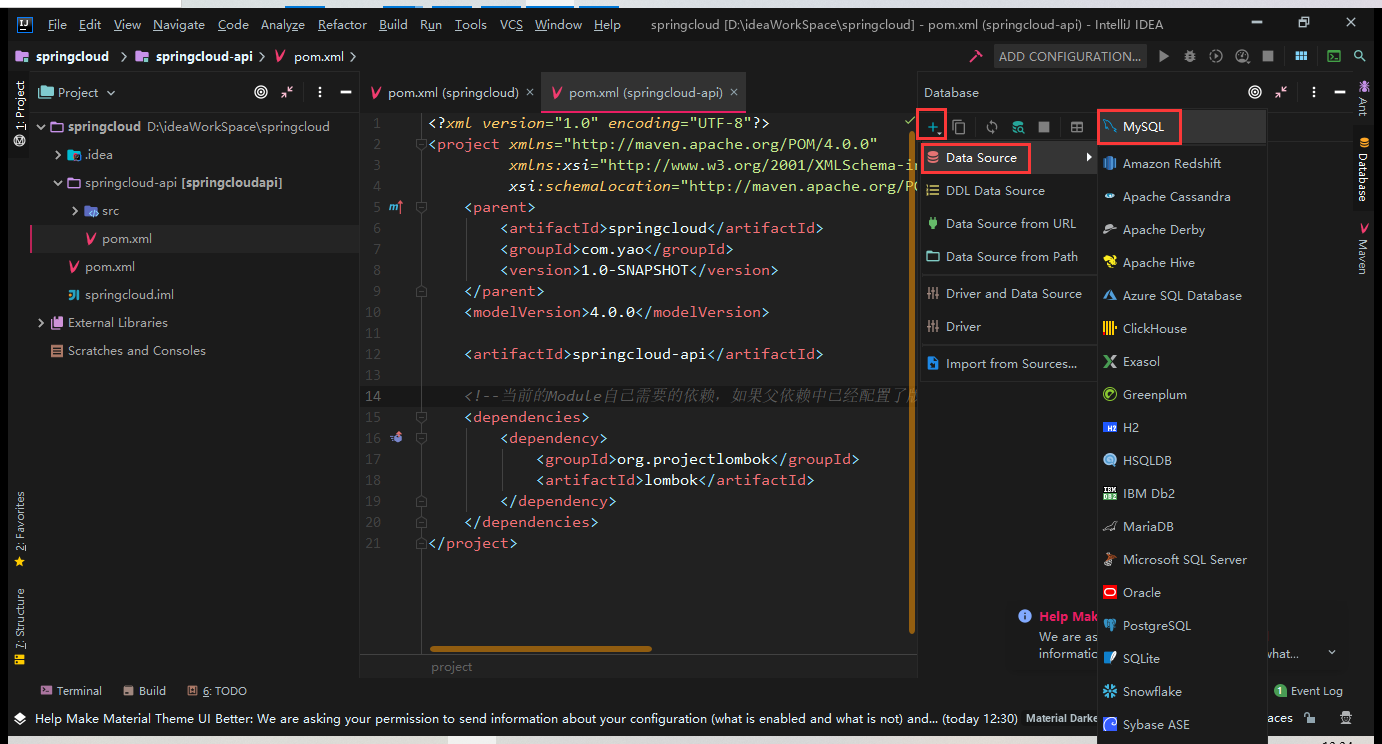 File Edit View Navigate Code Analyze Refactor Build Run Tools VCS Window Help springcloud [D:\ideaWorkSpace\springcloud] - pom.xml (springcloud-api) - IntelliJ IDEA
springcloud springcloud-api pom.xml ADD CONFIGURATION...
1: Project
Project
springcloud D:\ideaWorkSpace\springcloud
.idea
springcloud-api [springcloudapi]
src
pom.xml
pom.xml
springcloud.iml
External Libraries
Scratches and Consoles
2: Favorites
7: Structure
pom.xml (springcloud) pom.xml (springcloud-api)
1 <?xml version="1.0" encoding="UTF-8"?>
2 <project xmlns="http://maven.apache.org/POM/4.0.0"
3 xmlns:xsi="http://www.w3.org/2001/XMLSchema-in
4 xsi:schemaLocation="http://maven.apache.org/PO
5 <parent>
6 <artifactId>springcloud</artifactId>
7 <groupId>com.yao</groupId>
8 <version>1.0-SNAPSHOT</version>
9 </parent>
10 <modelVersion>4.0.0</modelVersion>
11
12 <artifactId>springcloud-api</artifactId>
13
14 <!--当前的Module自己需要的依赖，如果父依赖中已经配置了
15 <dependencies>
16 <dependency>
17 <groupId>org.projectlombok</groupId>
18 <artifactId>lombok</artifactId>
19 </dependency>
20 </dependencies>
21 </project>
project
Database
Data Source
DDL Data Source
Data Source from URL
Data Source from Path
Driver and Data Source
Driver
Import from Sources...
MySQL
Amazon Redshift
Apache Cassandra
Apache Derby
Apache Hive
Azure SQL Database
ClickHouse
Exasol
Greenplum
H2
HSQLDB
IBM Db2
MariaDB
Microsoft SQL Server
Oracle
PostgreSQL
SQLite
Snowflake
Sybase ASE
Ant
Database
Maven
Help Mak
We are as
informatic what...
Terminal Build 6: TODO 1 Event Log
Help Make Material Theme UI Better: We are asking your permission to send information about your configuration (what is enabled and what is not) and... (today 12:30) Material Darke aces